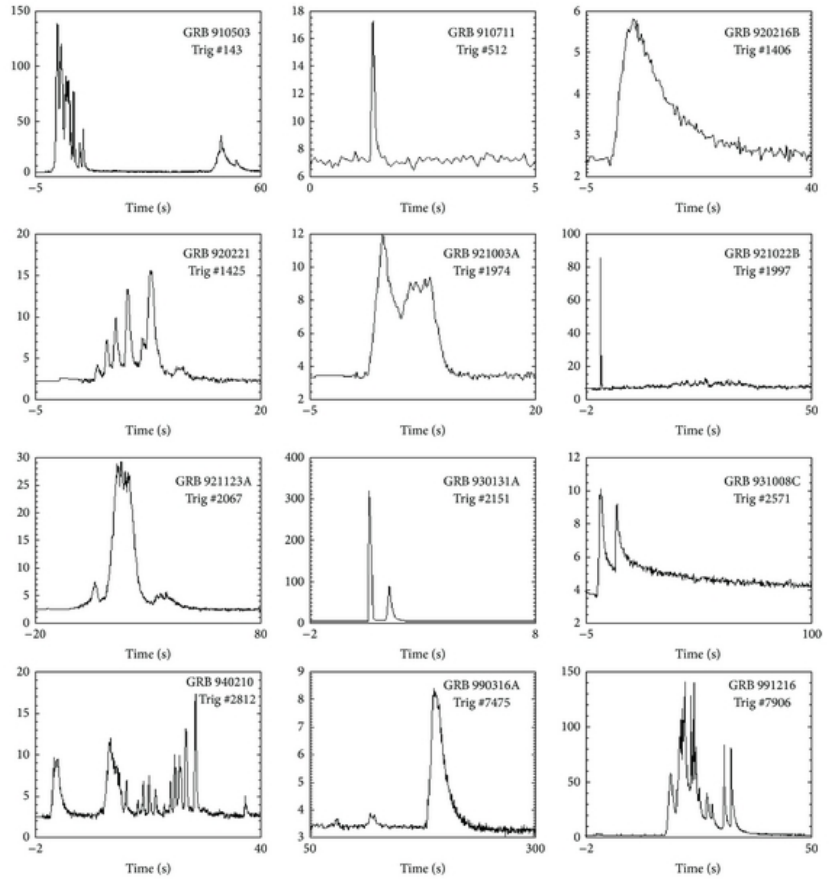 150
100
50
0
GRB 910503
Trig #143
−5
60
Time (s)
18
16
14
12
10
8
6
GRB 910711
Trig #512
0
5
Time (s)
6
5
4
3
2
GRB 920216B
Trig #1406
−5
40
Time (s)
20
15
10
5
0
GRB 920221
Trig #1425
−5
20
Time (s)
12
10
8
6
4
2
GRB 921003A
Trig #1974
−5
20
Time (s)
100
80
60
40
20
0
GRB 921022B
Trig #1997
−2
50
Time (s)
30
25
20
15
10
5
0
GRB 921123A
Trig #2067
−20
80
Time (s)
400
300
200
100
0
GRB 930131A
Trig #2151
−2
8
Time (s)
12
10
8
6
4
2
GRB 931008C
Trig #2571
−5
100
Time (s)
20
15
10
5
0
GRB 940210
Trig #2812
−2
40
Time (s)
9
8
7
6
5
4
3
GRB 990316A
Trig #7475
50
300
Time (s)
150
100
50
0
GRB 991216
Trig #7906
−2
50
Time (s)